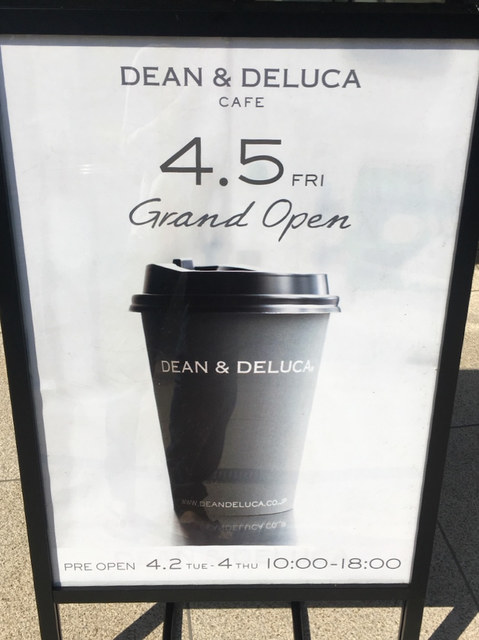 DEAN & DELUCA
CAFE
4.5 FRI
Grand Open
DEAN & DELUCA
WWW.DEANDELUCA.CO.JP
PRE OPEN 4.2 TUE - 4 THU 10:00-18:00